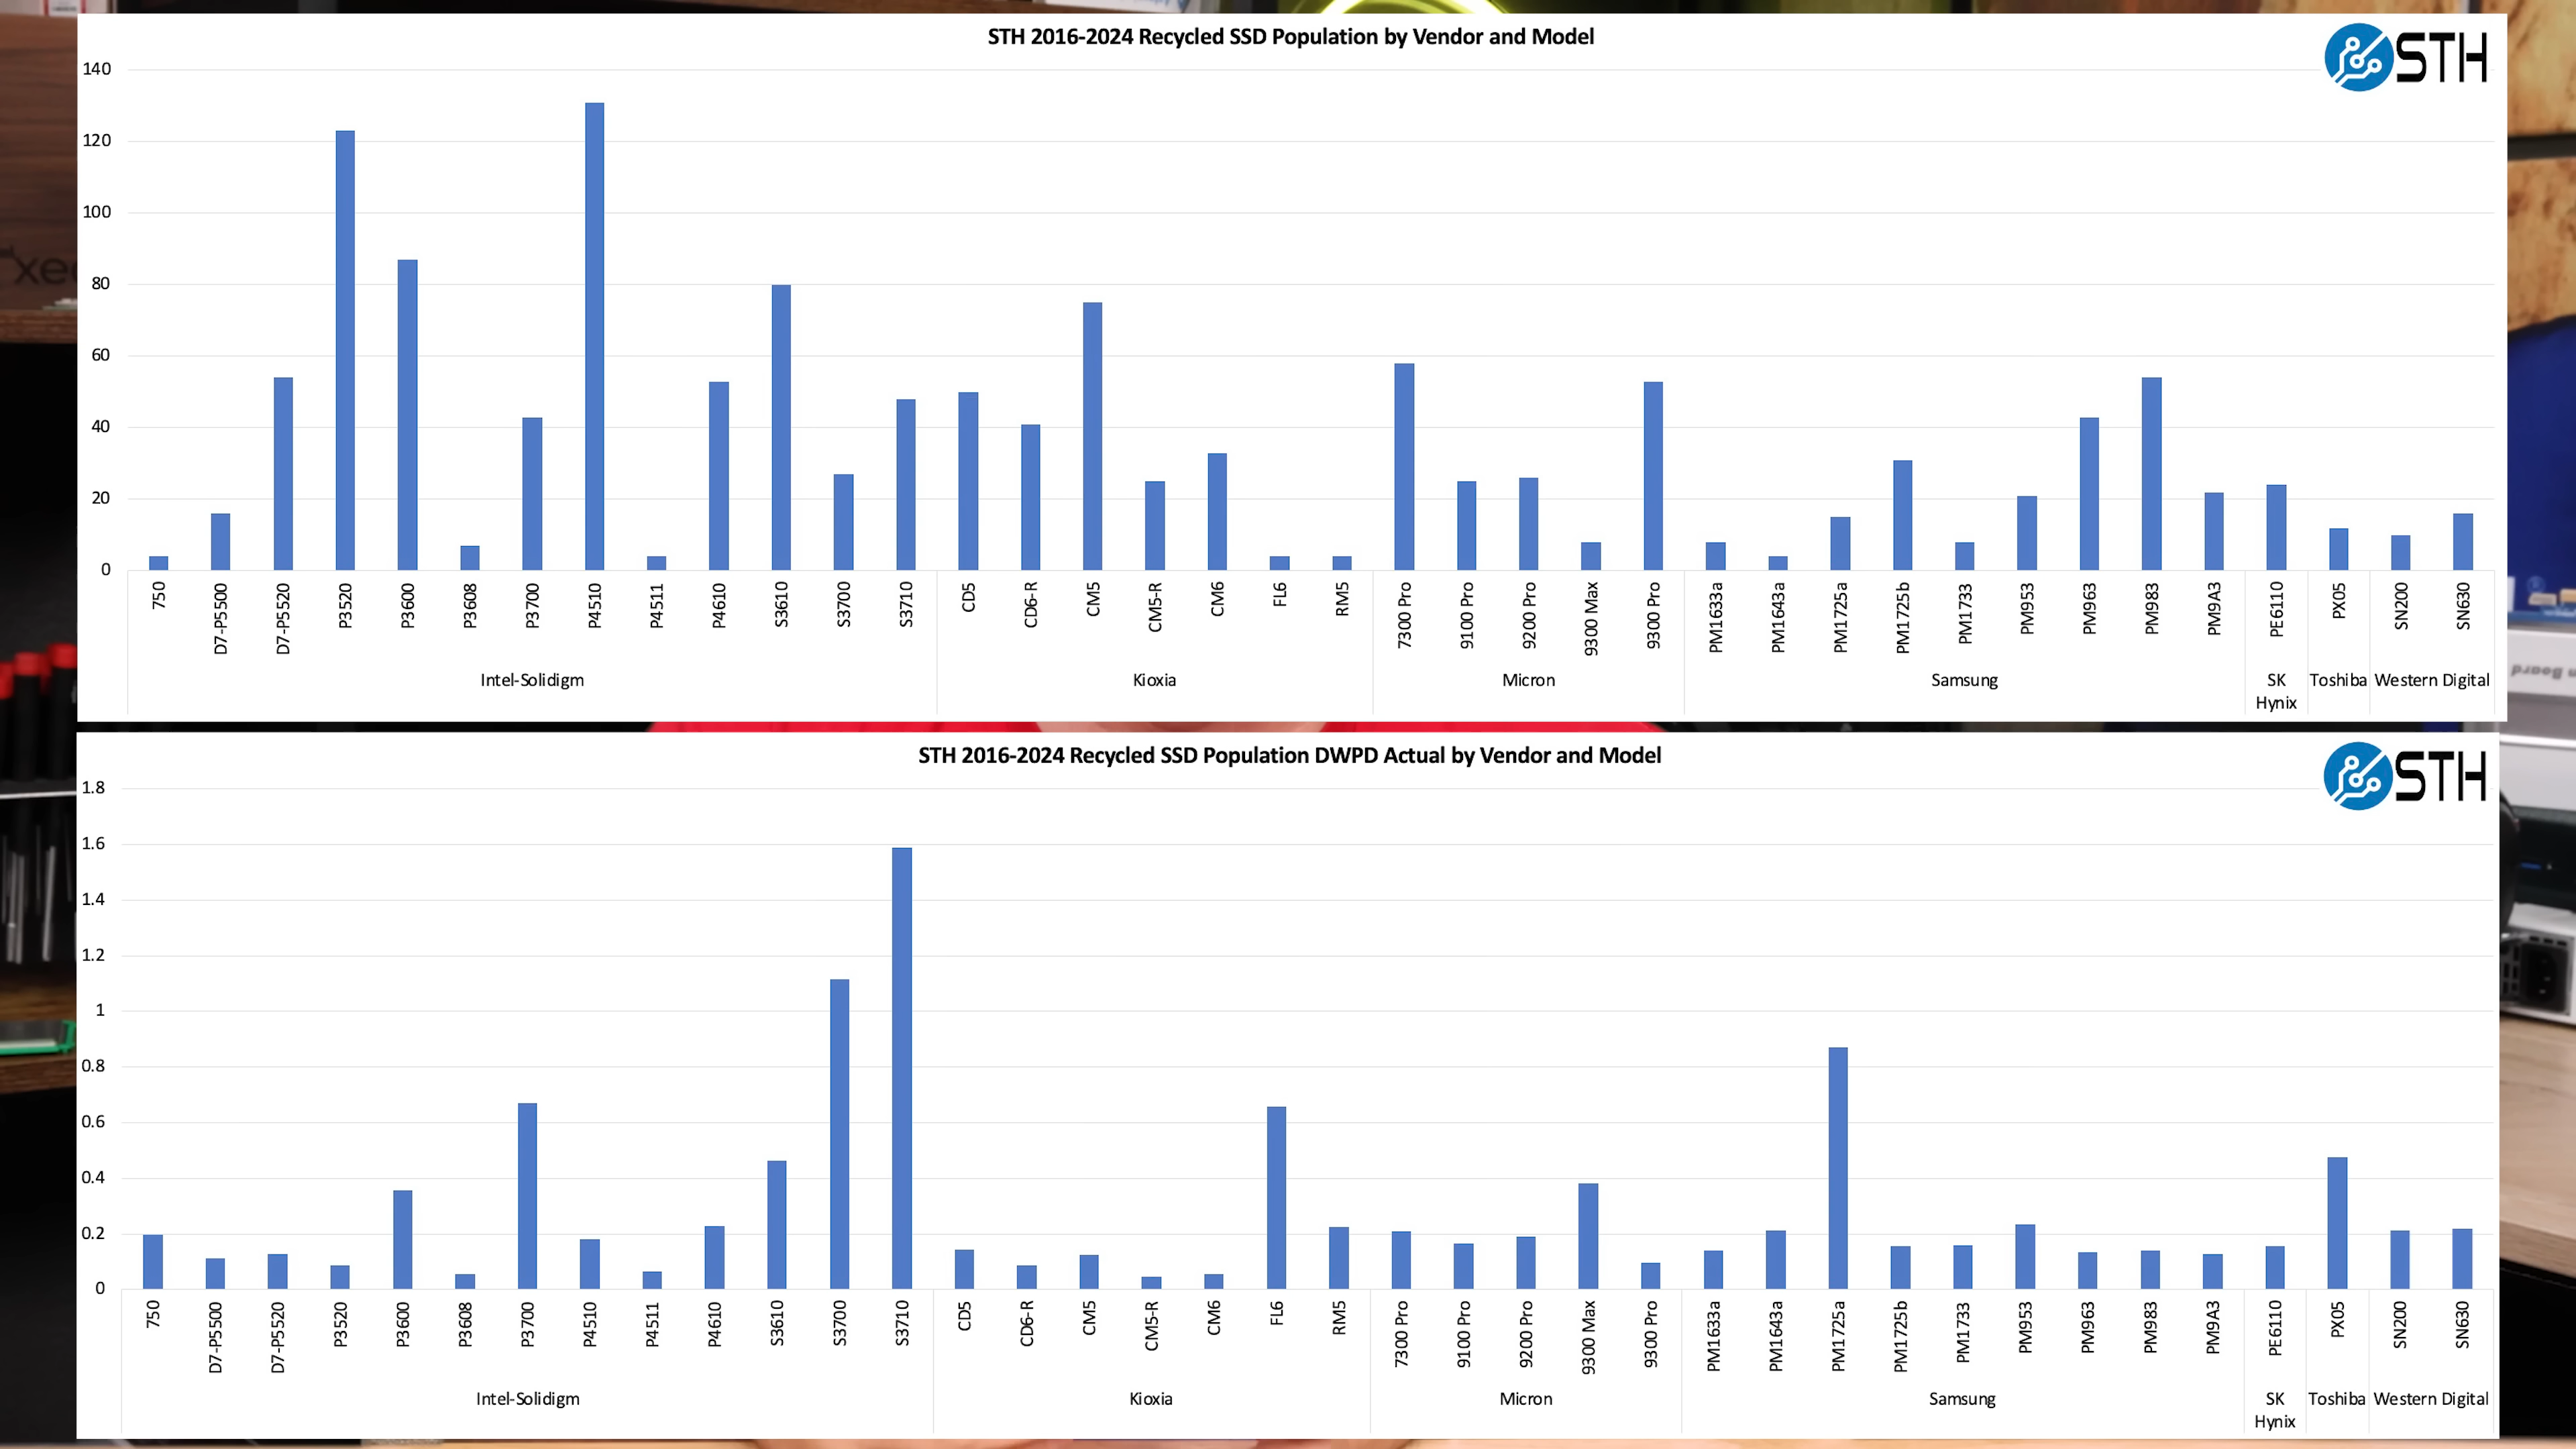 STH 2016-2024 Recycled SSD Population by Vendor and Model
STH
140
120
100
80
60
40
20
0
750
D7-P5500
D7-P5520
P3520
P3600
P3608
P3700
P4510
P4511
P4610
S3610
S3700
S3710
CD5
CD6-R
CM5
CM5-R
CM6
FL6
RM5
7300 Pro
9100 Pro
9200 Pro
9300 Max
9300 Pro
PM1633a
PM1643a
PM1725a
PM1725b
PM1733
PM953
PM963
PM983
PM9A3
PE6110
PX05
SN200
SN630
Intel-Solidigm
Kioxia
Micron
Samsung
SK
Hynix
Toshiba
Western Digital
STH 2016-2024 Recycled SSD Population DWPD Actual by Vendor and Model
STH
1.8
1.6
1.4
1.2
1
0.8
0.6
0.4
0.2
0
750
D7-P5500
D7-P5520
P3520
P3600
P3608
P3700
P4510
P4511
P4610
S3610
S3700
S3710
CD5
CD6-R
CM5
CM5-R
CM6
FL6
RM5
7300 Pro
9100 Pro
9200 Pro
9300 Max
9300 Pro
PM1633a
PM1643a
PM1725a
PM1725b
PM1733
PM953
PM963
PM983
PM9A3
PE6110
PX05
SN200
SN630
Intel-Solidigm
Kioxia
Micron
Samsung
SK
Hynix
Toshiba
Western Digital